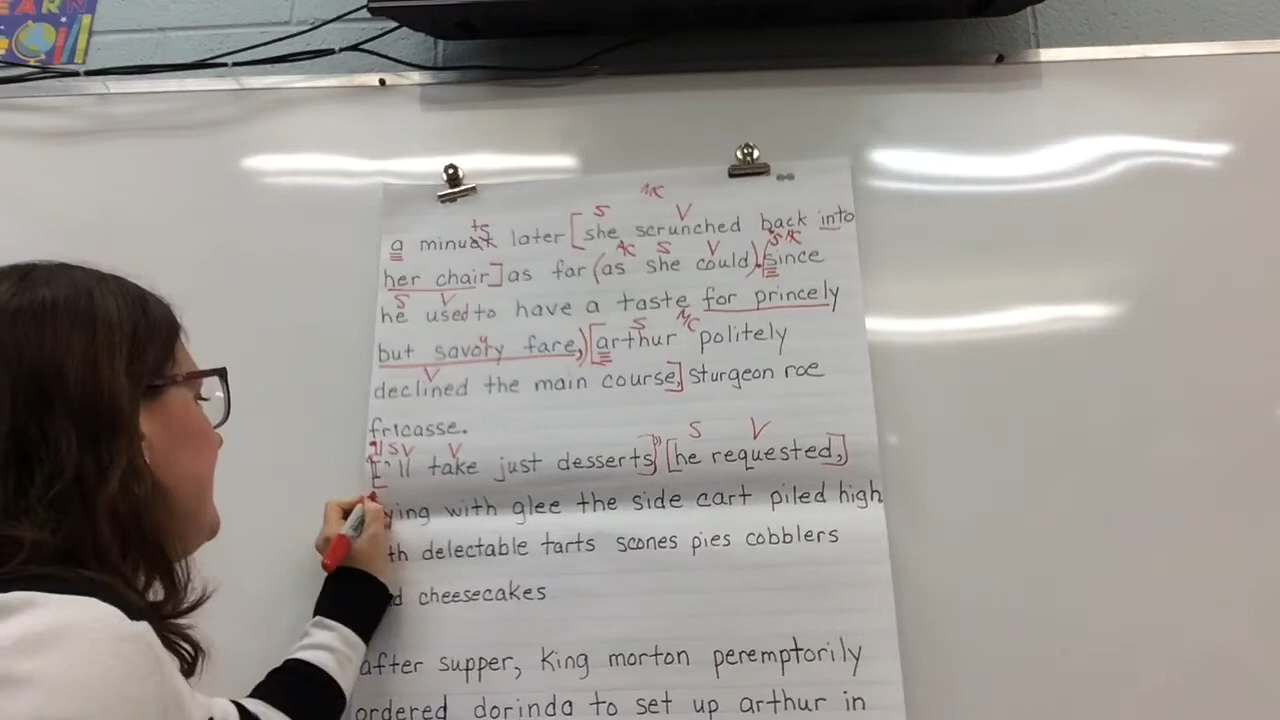 EARN
a minuets later [she scrunched back into
her chair] as far (as she could). (since
he used to have a taste for princely
but savory fare,) [arthur politely
declined the main course,] sturgeon roe
fricasse.
"[I'll take just desserts]," [he requested,]
ying with glee the side cart piled high
th delectable tarts scones pies cobblers
d cheesecakes
after supper, King morton peremptorily
ordered dorinda to set up arthur in